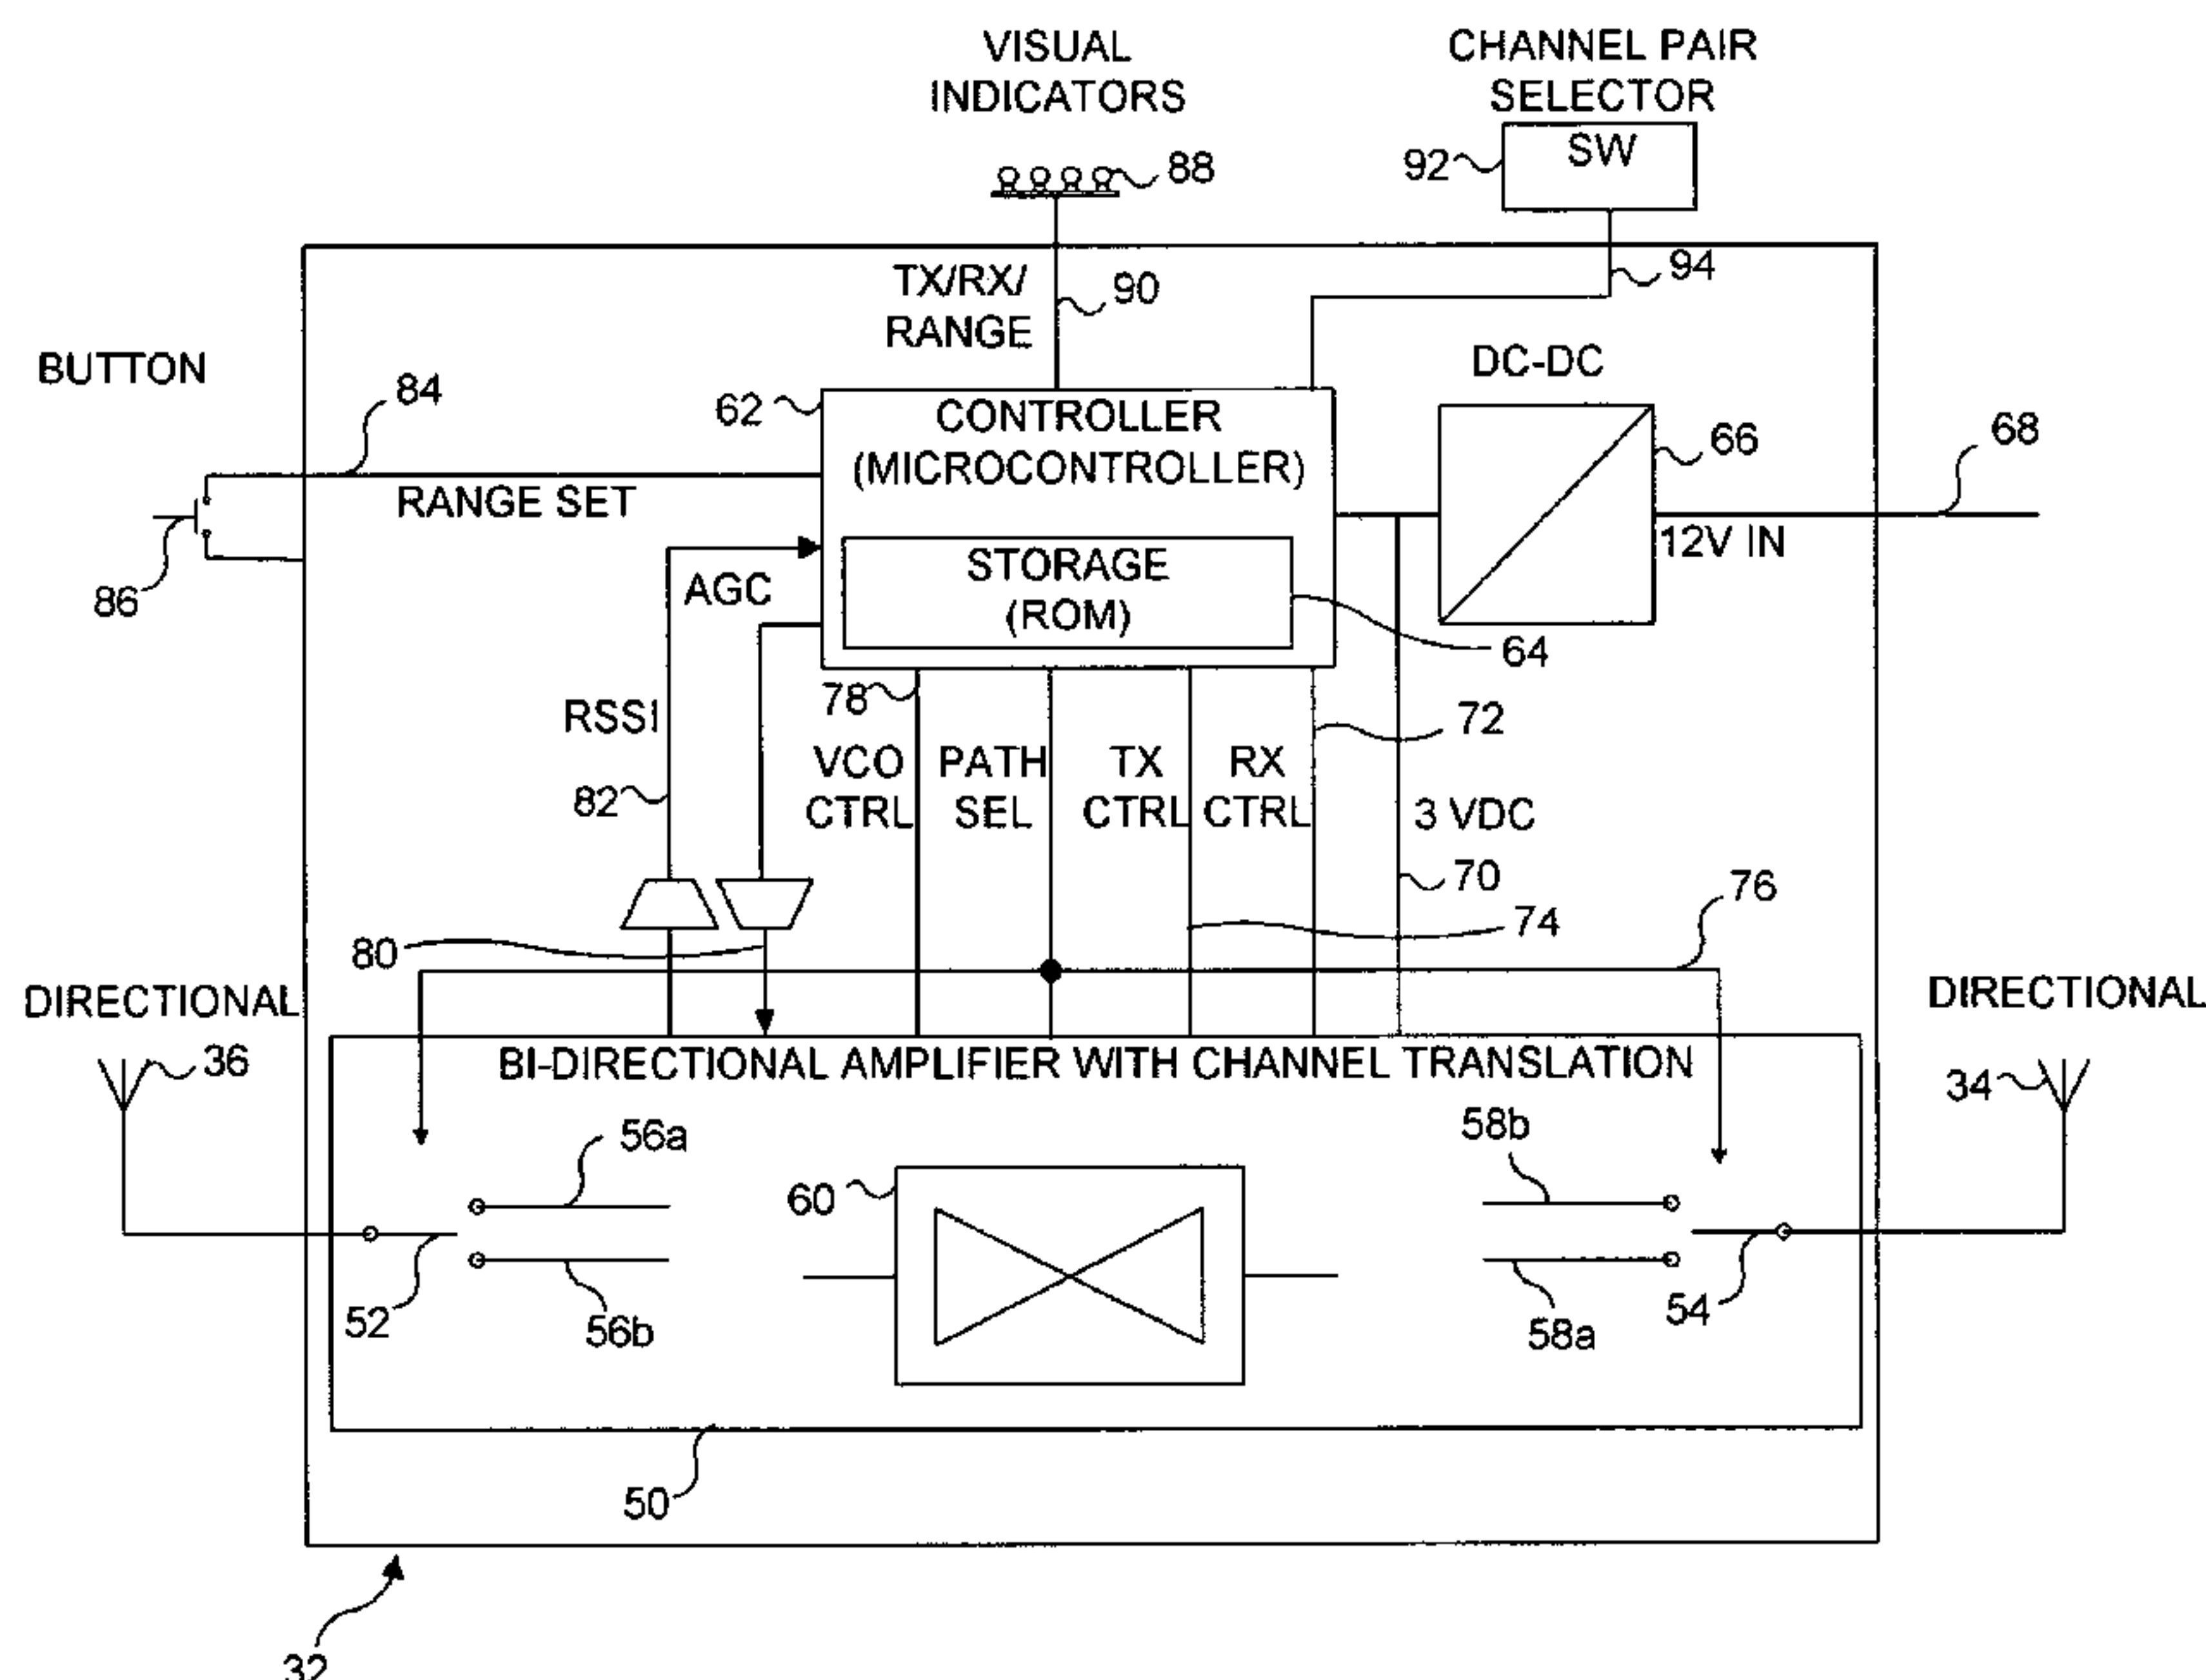 VISUAL
INDICATORS
CHANNEL PAIR
SELECTOR
SW
92
88
94
TX/RX/
RANGE
90
BUTTON
84
DC-DC
62
CONTROLLER
(MICROCONTROLLER)
66
68
RANGE SET
12V IN
86
AGC
STORAGE
(ROM)
64
78
RSSI
72
VCO
CTRL
PATH
SEL
TX
CTRL
RX
CTRL
82
3 VDC
70
76
80
74
DIRECTIONAL
DIRECTIONAL
36
BI-DIRECTIONAL AMPLIFIER WITH CHANNEL TRANSLATION
34
56a
58b
60
52
56b
58a
54
50
32